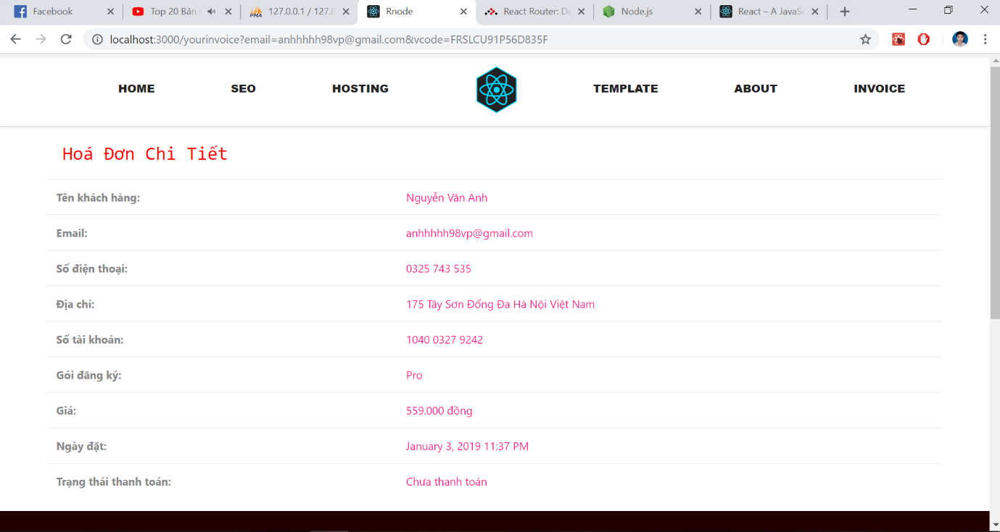 Facebook
Top 20 Bản
127.0.0.1 / 127.0
Rnode
React Router: De
Node.js
React – A JavaSc
localhost:3000/yourinvoice?email=anhhhhh98vp@gmail.com&vcode=FRSLCU91P56D835F
HOME SEO HOSTING TEMPLATE ABOUT INVOICE
Hoá Đơn Chi Tiết
Tên khách hàng: Nguyễn Văn Anh
Email: anhhhhh98vp@gmail.com
Số điện thoại: 0325 743 535
Địa chỉ: 175 Tây Sơn Đống Đa Hà Nội Việt Nam
Số tài khoản: 1040 0327 9242
Gói đăng ký: Pro
Giá: 559.000 đồng
Ngày đặt: January 3, 2019 11:37 PM
Trạng thái thanh toán: Chưa thanh toán